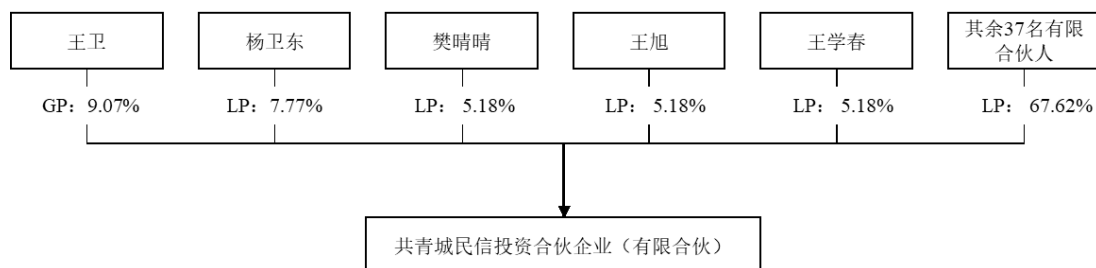 王卫
杨卫东
樊晴晴
王旭
王学春
其余37名有限
合伙人
GP：9.07%
LP：7.77%
LP：5.18%
LP：5.18%
LP：5.18%
LP：67.62%
共青城民信投资合伙企业（有限合伙）